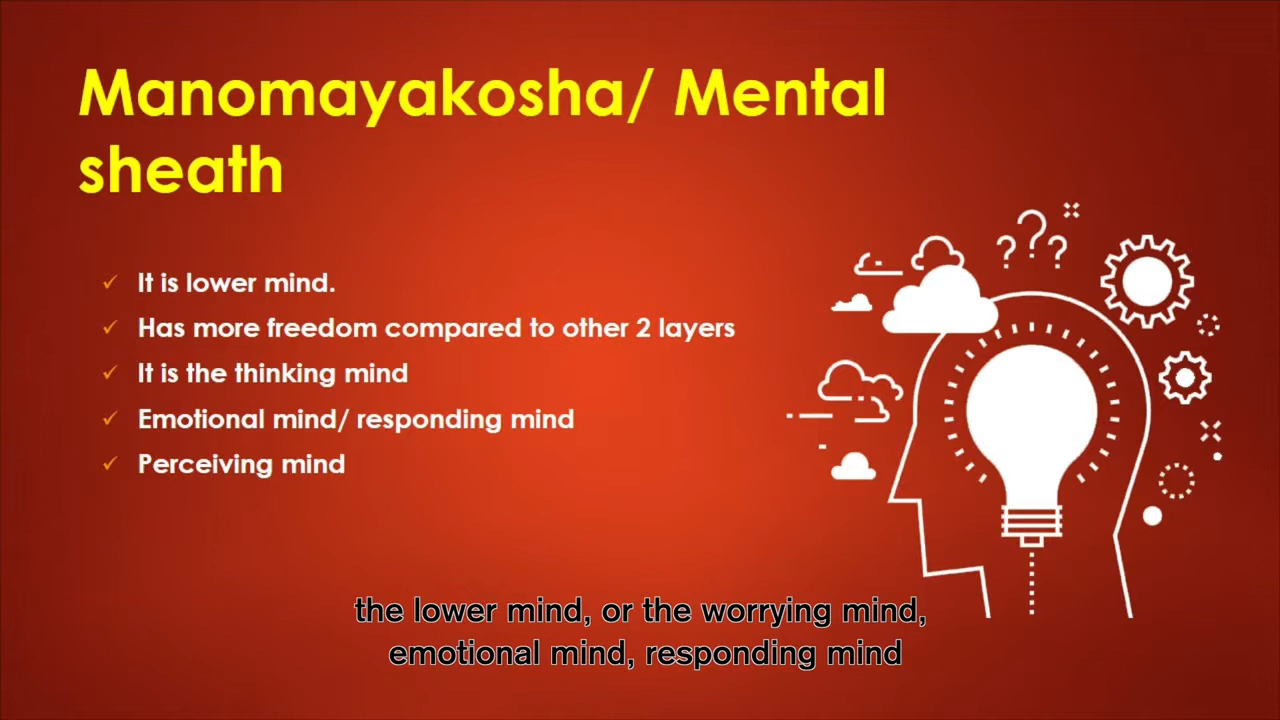 Manomayakosha/ Mental
sheath
✓ It is lower mind.
✓ Has more freedom compared to other 2 layers
✓ It is the thinking mind
✓ Emotional mind/ responding mind
✓ Perceiving mind
? ? ?
the lower mind, or the worrying mind,
emotional mind, responding mind